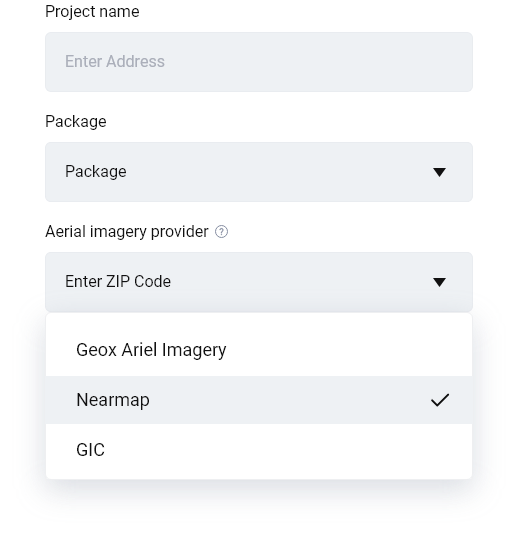 Project name
Enter Address
Package
Package
Aerial imagery provider ?
Enter ZIP Code
Geox Ariel Imagery
Nearmap
GIC